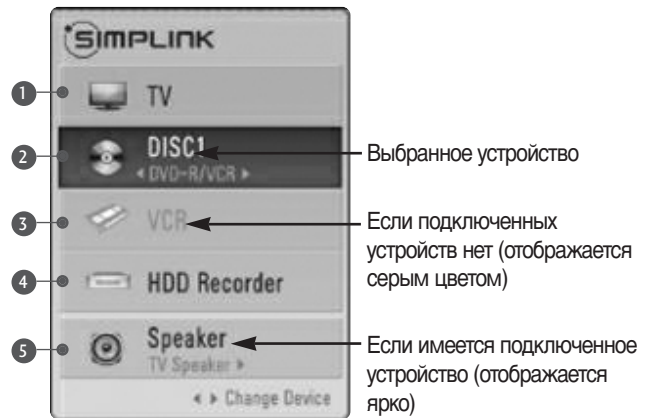 SIMPLINK
1 TV
2 DISC1
◄ DVD-R/VCR ►
Выбранное устройство
3 VCR
Если подключенных
устройств нет (отображается
серым цветом)
4 HDD Recorder
5 Speaker
TV Speaker ►
Если имеется подключенное
устройство (отображается
ярко)
◄ ► Change Device